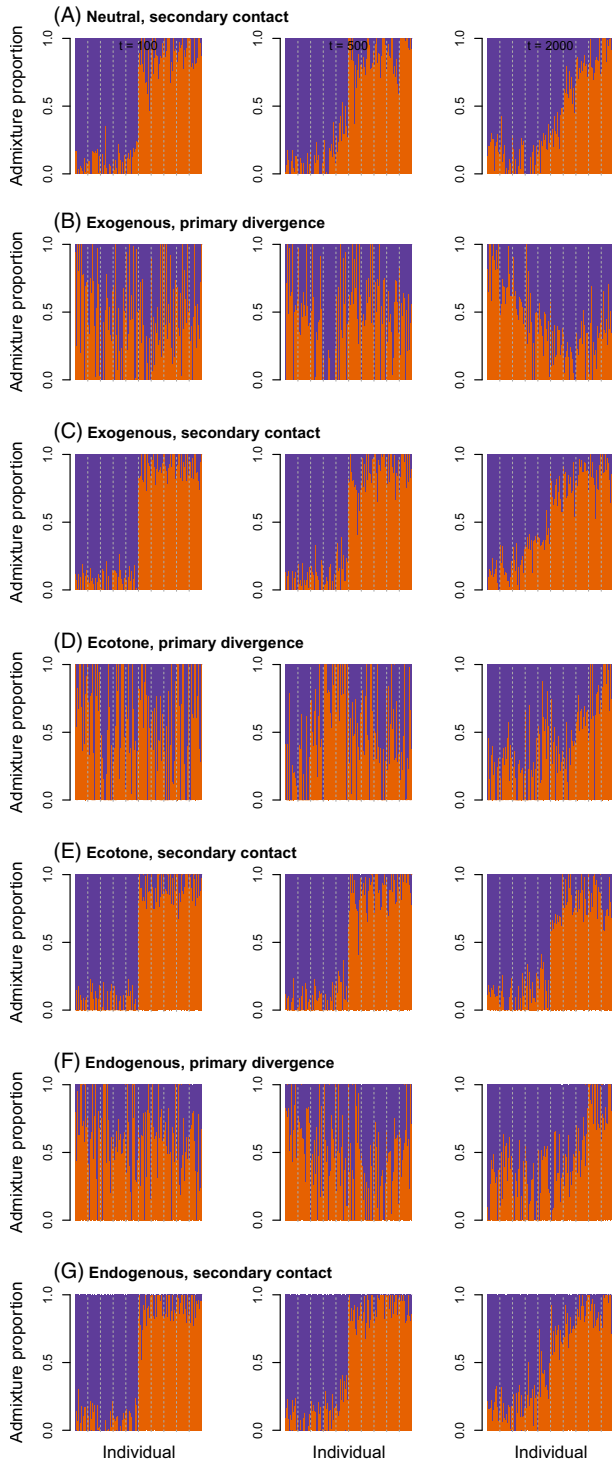 (A) Neutral, secondary contact
t = 100 t = 500 t = 2000
Admixture proportion
0.0 0.5 1.0
0.0 0.5 1.0
0.0 0.5 1.0
(B) Exogenous, primary divergence
Admixture proportion
0.0 0.5 1.0
0.0 0.5 1.0
0.0 0.5 1.0
(C) Exogenous, secondary contact
Admixture proportion
0.0 0.5 1.0
0.0 0.5 1.0
0.0 0.5 1.0
(D) Ecotone, primary divergence
Admixture proportion
0.0 0.5 1.0
0.0 0.5 1.0
0.0 0.5 1.0
(E) Ecotone, secondary contact
Admixture proportion
0.0 0.5 1.0
0.0 0.5 1.0
0.0 0.5 1.0
(F) Endogenous, primary divergence
Admixture proportion
0.0 0.5 1.0
0.0 0.5 1.0
0.0 0.5 1.0
(G) Endogenous, secondary contact
Admixture proportion
0.0 0.5 1.0
0.0 0.5 1.0
0.0 0.5 1.0
Individual Individual Individual